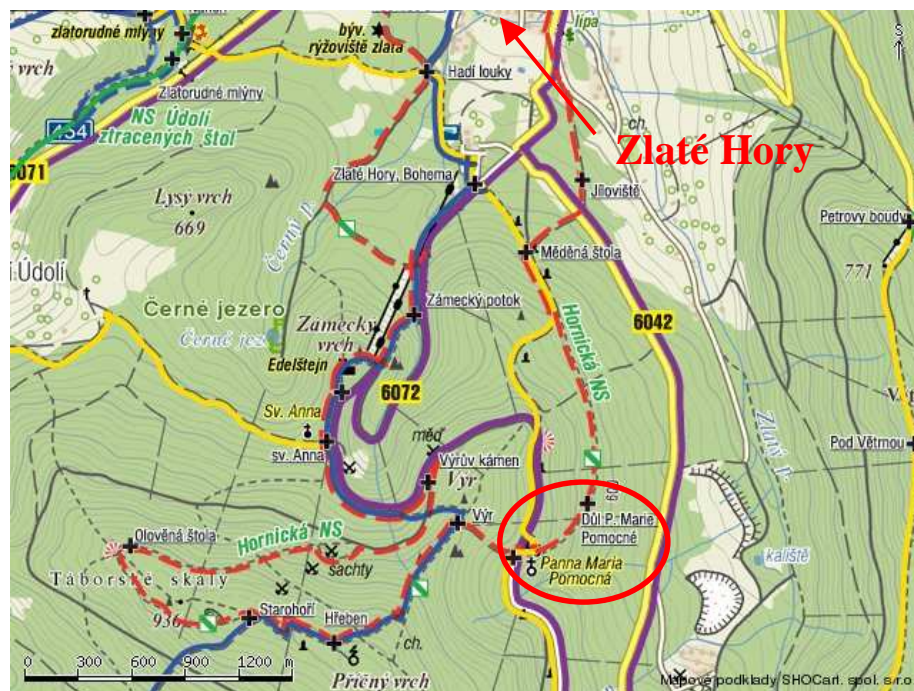 zlatorudné mlýny
býv.
rýžoviště zlata
lípa
S
vrch
Hadí louky
Zlatorudné mlýny
NS Údolí
ztracených štol
ch.
Zlaté Hory
6071
Zlaté Hory, Bohema
Jíloviště
Lysý vrch
669
Petrovy boudy
Černý p.
Měděná štola
771
Údolí
Zámecký potok
Černé jezero
Černé jez
Zámecký
vrch
Hornická NS
6042
Edelštejn
6072
Sv. Anna
měď
Zlatý p.
Pod Větrnou
sv. Anna
Výrův kámen
Výr
Výr
Důl P. Marie
Pomocné
Olověná štola
Hornická NS
šachty
Panna Maria
Pomocná
kaliště
Táborské skály
936
Starohoří
Hřeben
ch.
0 300 600 900 1200 m
Příčný vrch
Mapové podklady SHOCart, spol. s r.o